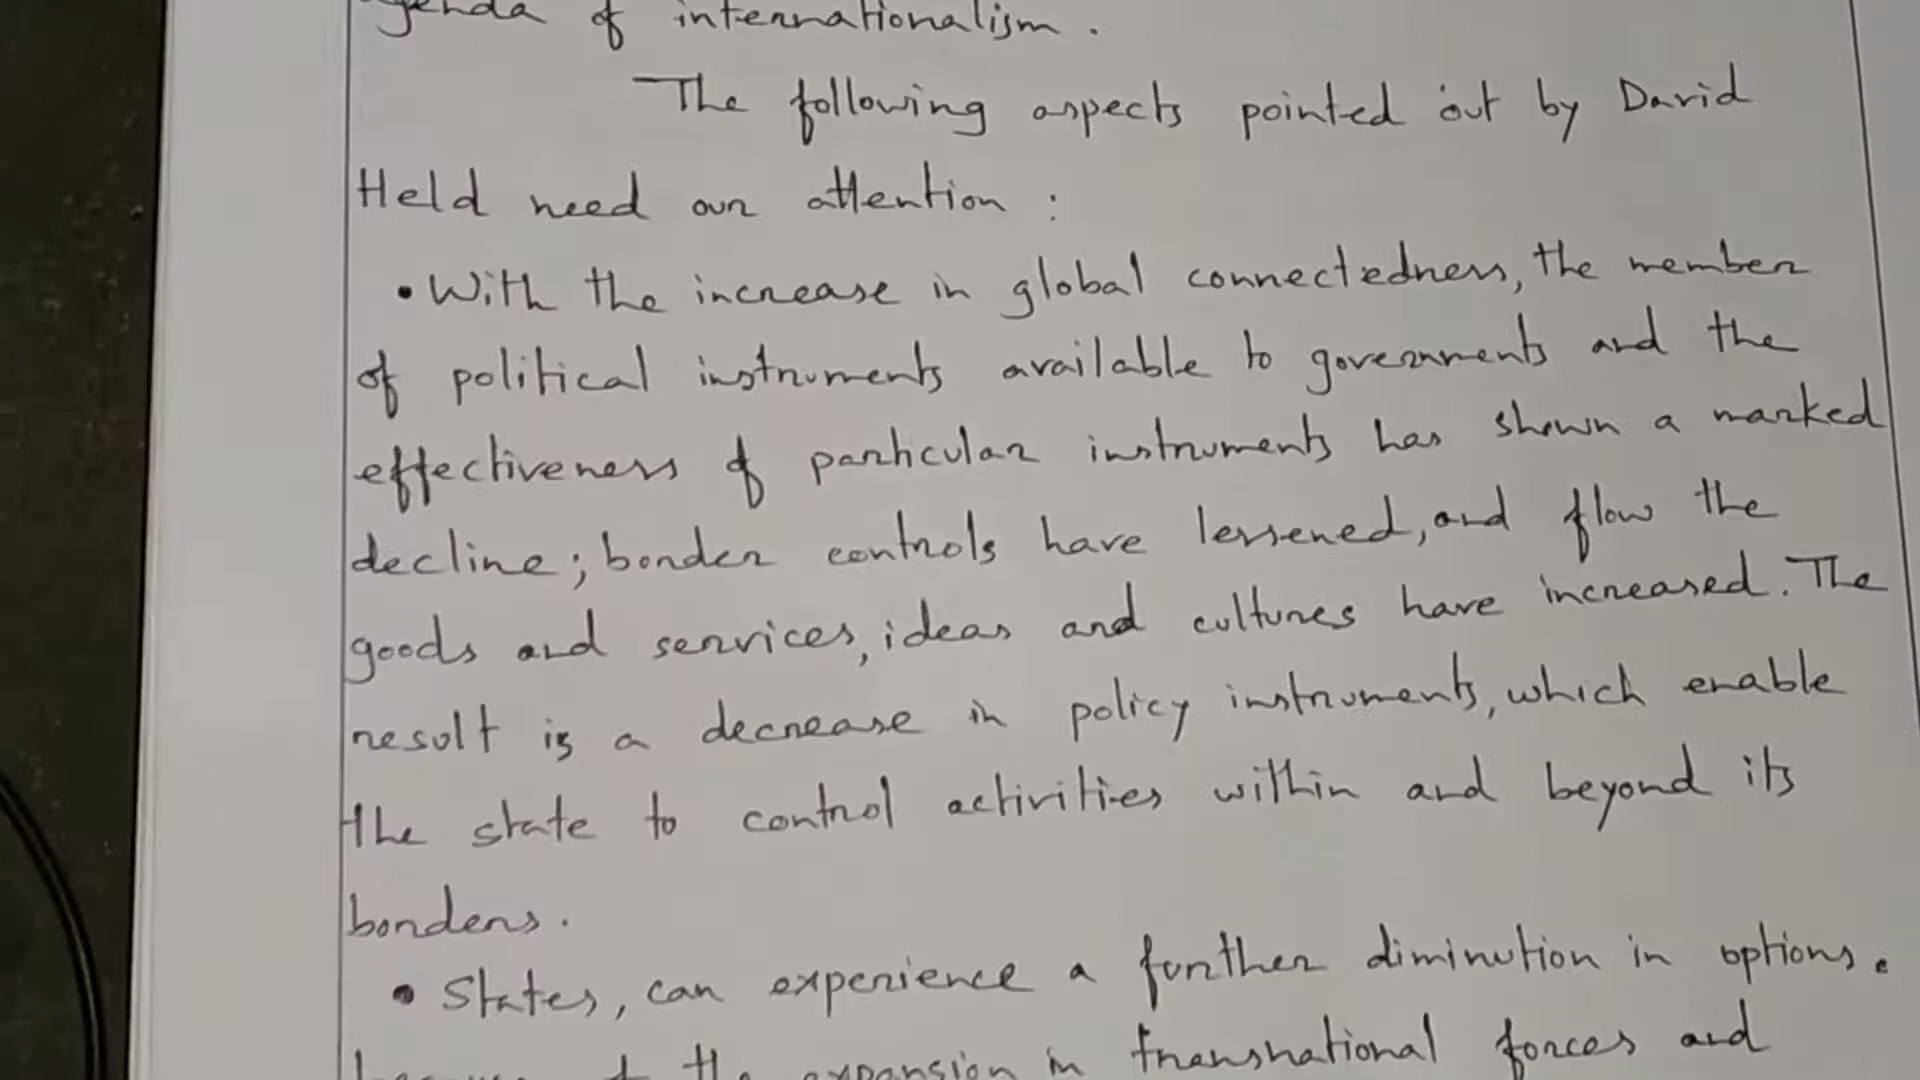 agenda of internationalism.
The following aspects pointed out by David
Held need our attention :
• With the increase in global connectedness, the member
of political instruments available to governments and the
effectiveness of particular instruments has shown a marked
decline; border controls have lessened, and flow the
goods and services, ideas and cultures have increased. The
result is a decrease in policy instruments, which enable
the state to control activities within and beyond its
borders.
• States, can experience a further diminution in options.
because of the expansion in transnational forces and